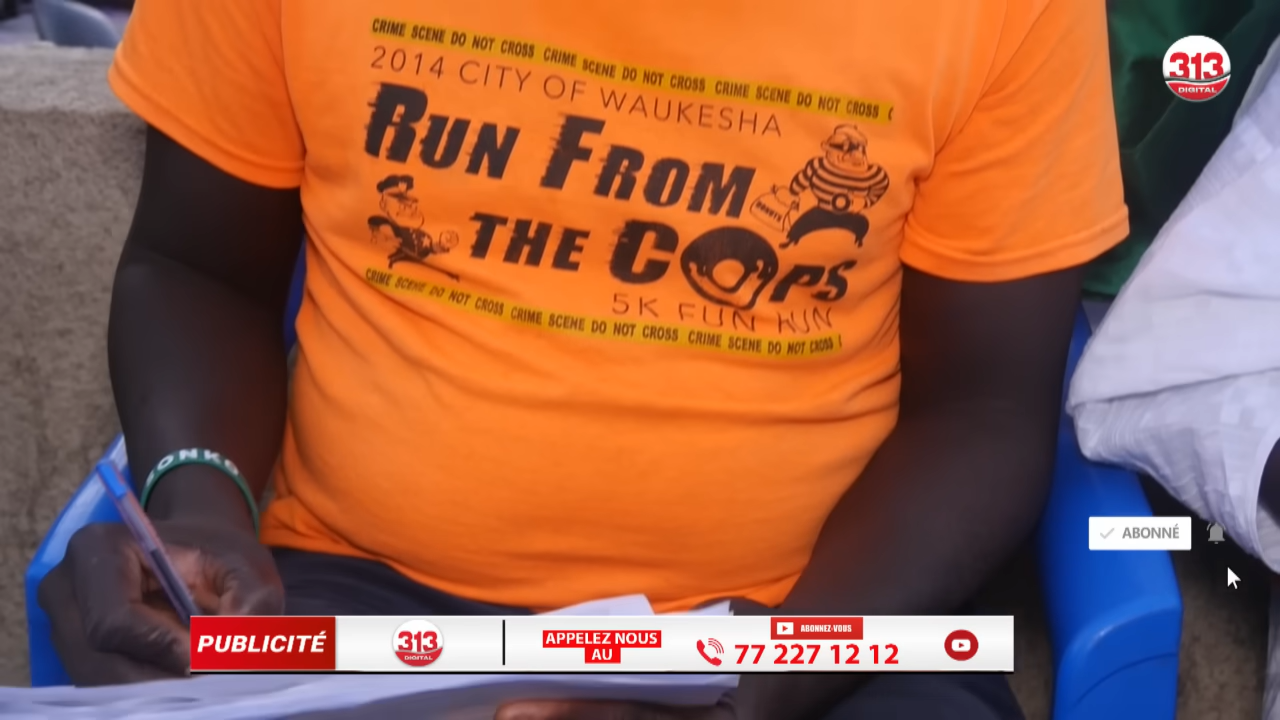 CRIME SCENE DO NOT CROSS CRIME SCENE DO NOT CROSS CRIME SCENE DO NOT CROSS
2014 CITY OF WAUKESHA
RUN FROM
THE COPS
DONUTS
5K FUN RUN
CRIME SCENE DO NOT CROSS CRIME SCENE DO NOT CROSS CRIME SCENE DO NOT CROSS
313
DIGITAL
ONKO
ABONNÉ
PUBLICITÉ
313
DIGITAL
APPELEZ NOUS
AU
ABONNEZ-VOUS
77 227 12 12